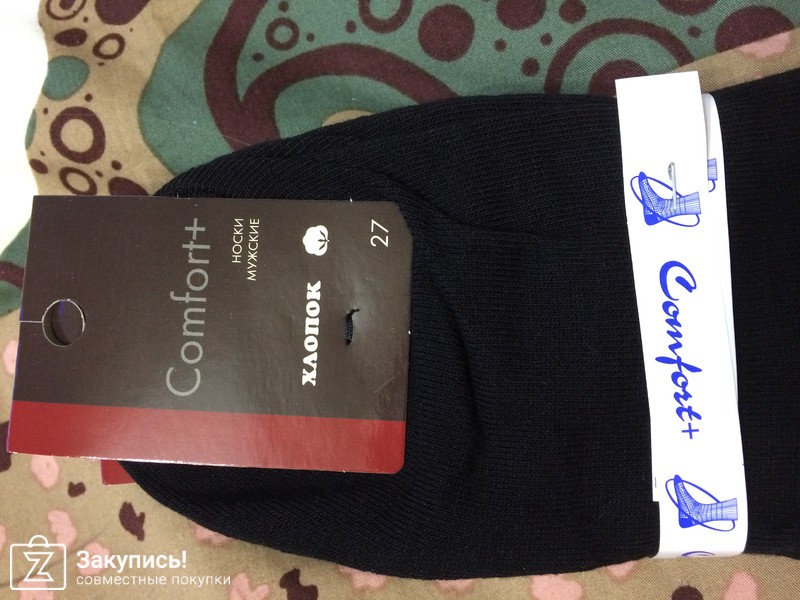 Comfort+
НОСКИ
МУЖСКИЕ
ХЛОПОК
27
Comfort+
Закупись!
совместные покупки